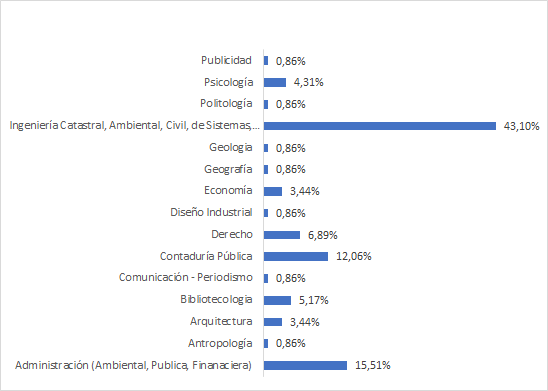 Publicidad 0,86%
Psicología 4,31%
Politología 0,86%
Ingeniería Catastral, Ambiental, Civil, de Sistemas,... 43,10%
Geologia 0,86%
Geografía 0,86%
Economía 3,44%
Diseño Industrial 0,86%
Derecho 6,89%
Contaduría Pública 12,06%
Comunicación - Periodismo 0,86%
Bibliotecología 5,17%
Arquitectura 3,44%
Antropología 0,86%
Administración (Ambiental, Publica, Finanaciera) 15,51%